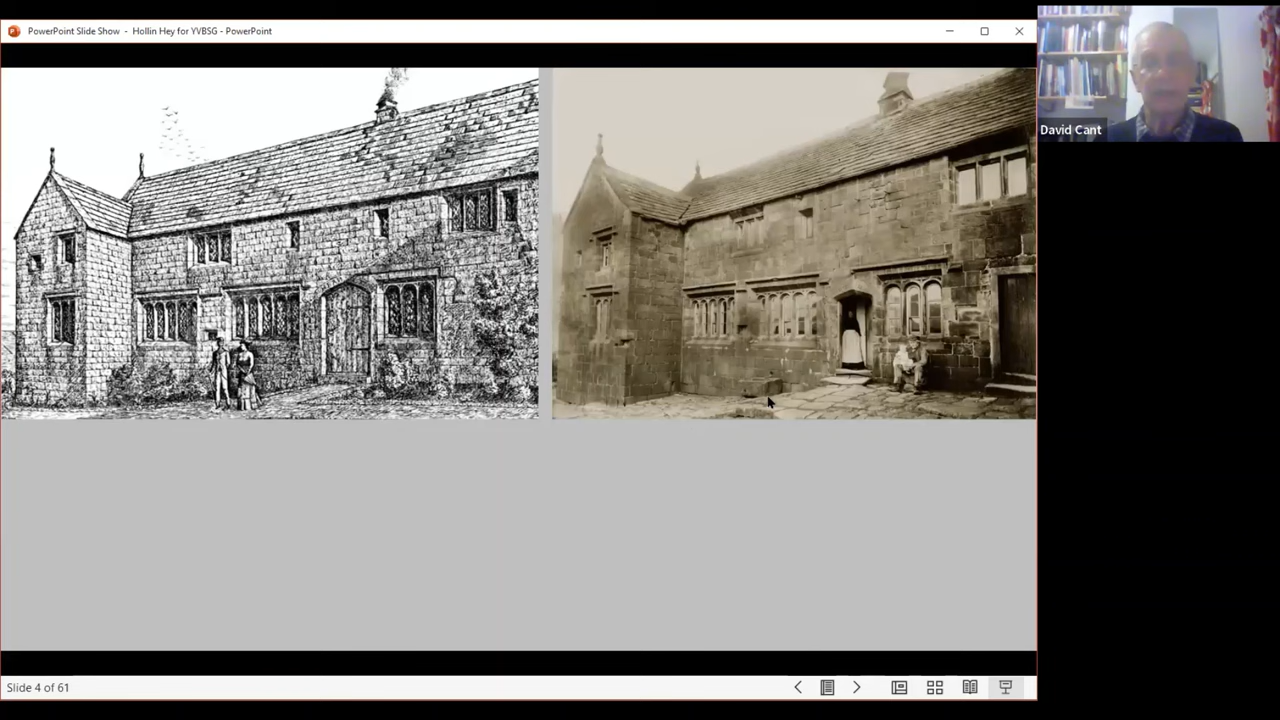 PowerPoint Slide Show - Hollin Hey for YVBSG - PowerPoint
David Cant
Slide 4 of 61